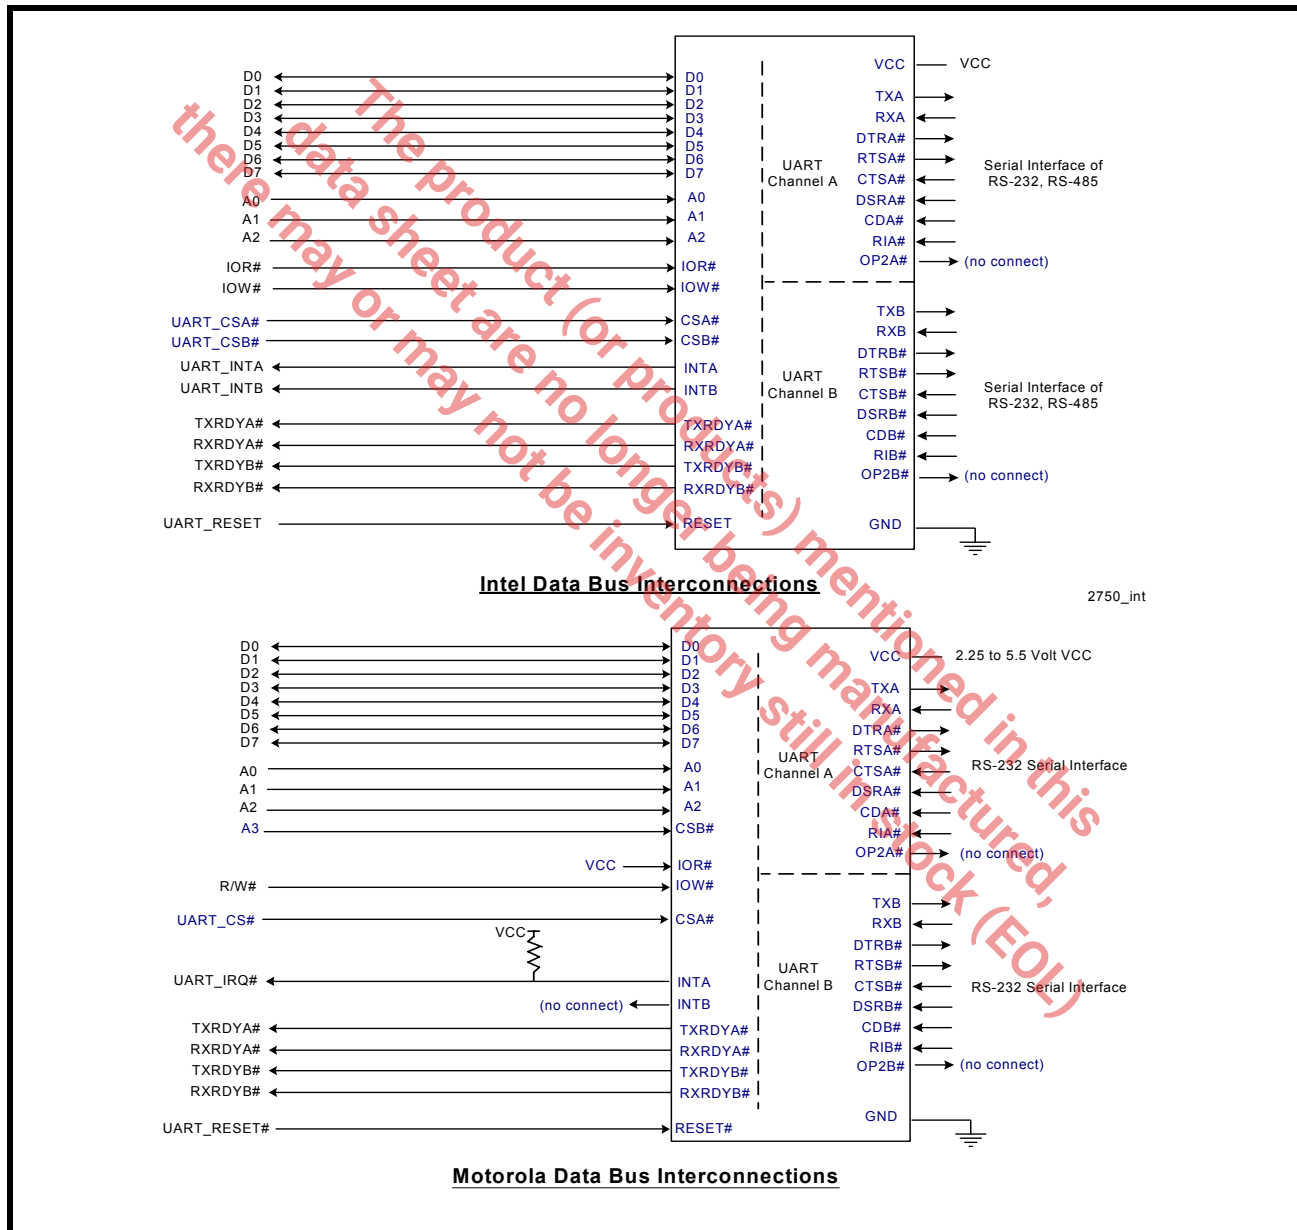 VCC VCC
D0 D0
D1 D1
D2 D2
D3 D3
D4 D4
D5 D5
D6 D6
D7 D7
A0 A0
A1 A1
A2 A2
IOR# IOR#
IOW# IOW#
UART_CSA# CSA#
UART_CSB# CSB#
UART_INTA INTA
UART_INTB INTB
TXRDYA# TXRDYA#
RXRDYA# RXRDYA#
TXRDYB# TXRDYB#
RXRDYB# RXRDYB#
UART_RESET RESET
UART
Channel A
TXA
RXA
DTRA#
RTSA#
CTSA#
DSRA#
CDA#
RIA#
OP2A# (no connect)
Serial Interface of
RS-232, RS-485
UART
Channel B
TXB
RXB
DTRB#
RTSB#
CTSB#
DSRB#
CDB#
RIB#
OP2B# (no connect)
Serial Interface of
RS-232, RS-485
GND
Intel Data Bus Interconnections
2750_int
VCC 2.25 to 5.5 Volt VCC
D0 D0
D1 D1
D2 D2
D3 D3
D4 D4
D5 D5
D6 D6
D7 D7
A0 A0
A1 A1
A2 A2
A3 CSB#
VCC IOR#
R/W# IOW#
UART_CS# CSA#
VCC
UART_IRQ# INTA
(no connect) INTB
TXRDYA# TXRDYA#
RXRDYA# RXRDYA#
TXRDYB# TXRDYB#
RXRDYB# RXRDYB#
UART_RESET# RESET#
UART
Channel A
TXA
RXA
DTRA#
RTSA#
CTSA#
DSRA#
CDA#
RIA#
OP2A# (no connect)
RS-232 Serial Interface
UART
Channel B
TXB
RXB
DTRB#
RTSB#
CTSB#
DSRB#
CDB#
RIB#
OP2B# (no connect)
RS-232 Serial Interface
GND
Motorola Data Bus Interconnections
The product (or products) mentioned in this
data sheet are no longer being manufactured,
there may or may not be inventory still in stock (EOL)